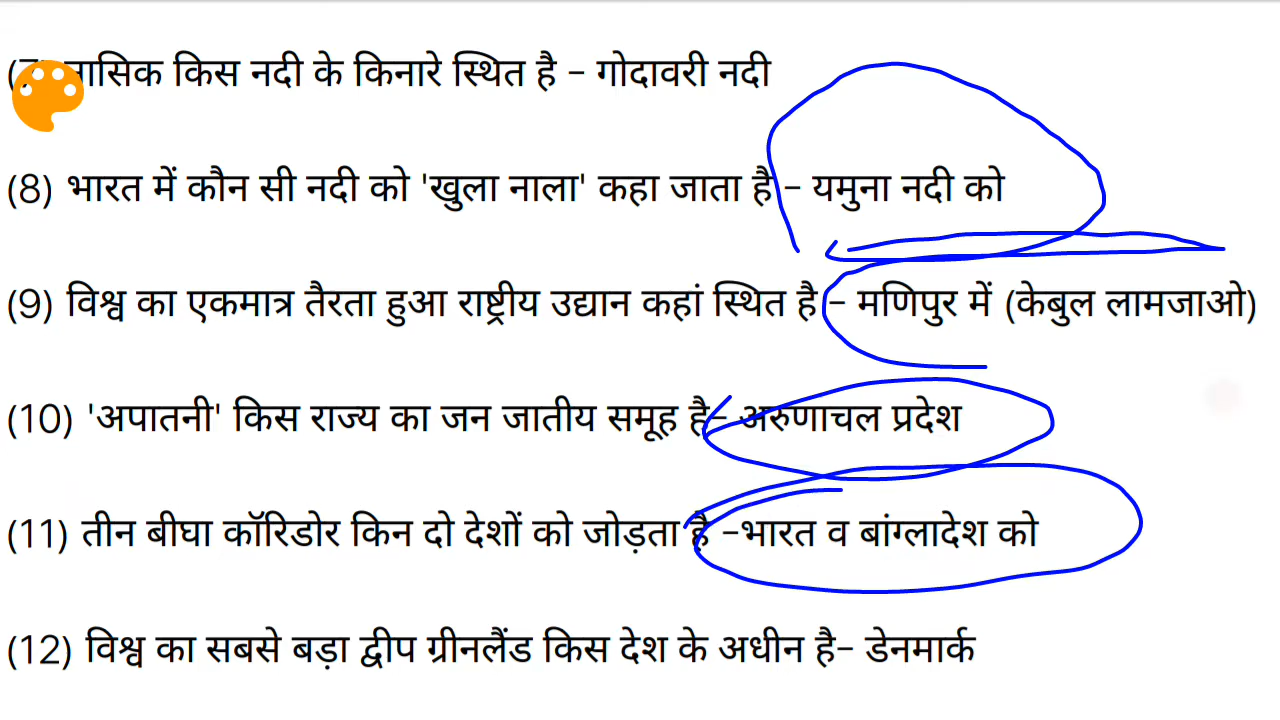 नासिक किस नदी के किनारे स्थित है – गोदावरी नदी
(8) भारत में कौन सी नदी को 'खुला नाला' कहा जाता है – यमुना नदी को
(9) विश्व का एकमात्र तैरता हुआ राष्ट्रीय उद्यान कहां स्थित है – मणिपुर में (केबुल लामजाओ)
(10) 'अपातनी' किस राज्य का जन जातीय समूह है– अरुणाचल प्रदेश
(11) तीन बीघा कॉरिडोर किन दो देशों को जोड़ता है –भारत व बांग्लादेश को
(12) विश्व का सबसे बड़ा द्वीप ग्रीनलैंड किस देश के अधीन है– डेनमार्क